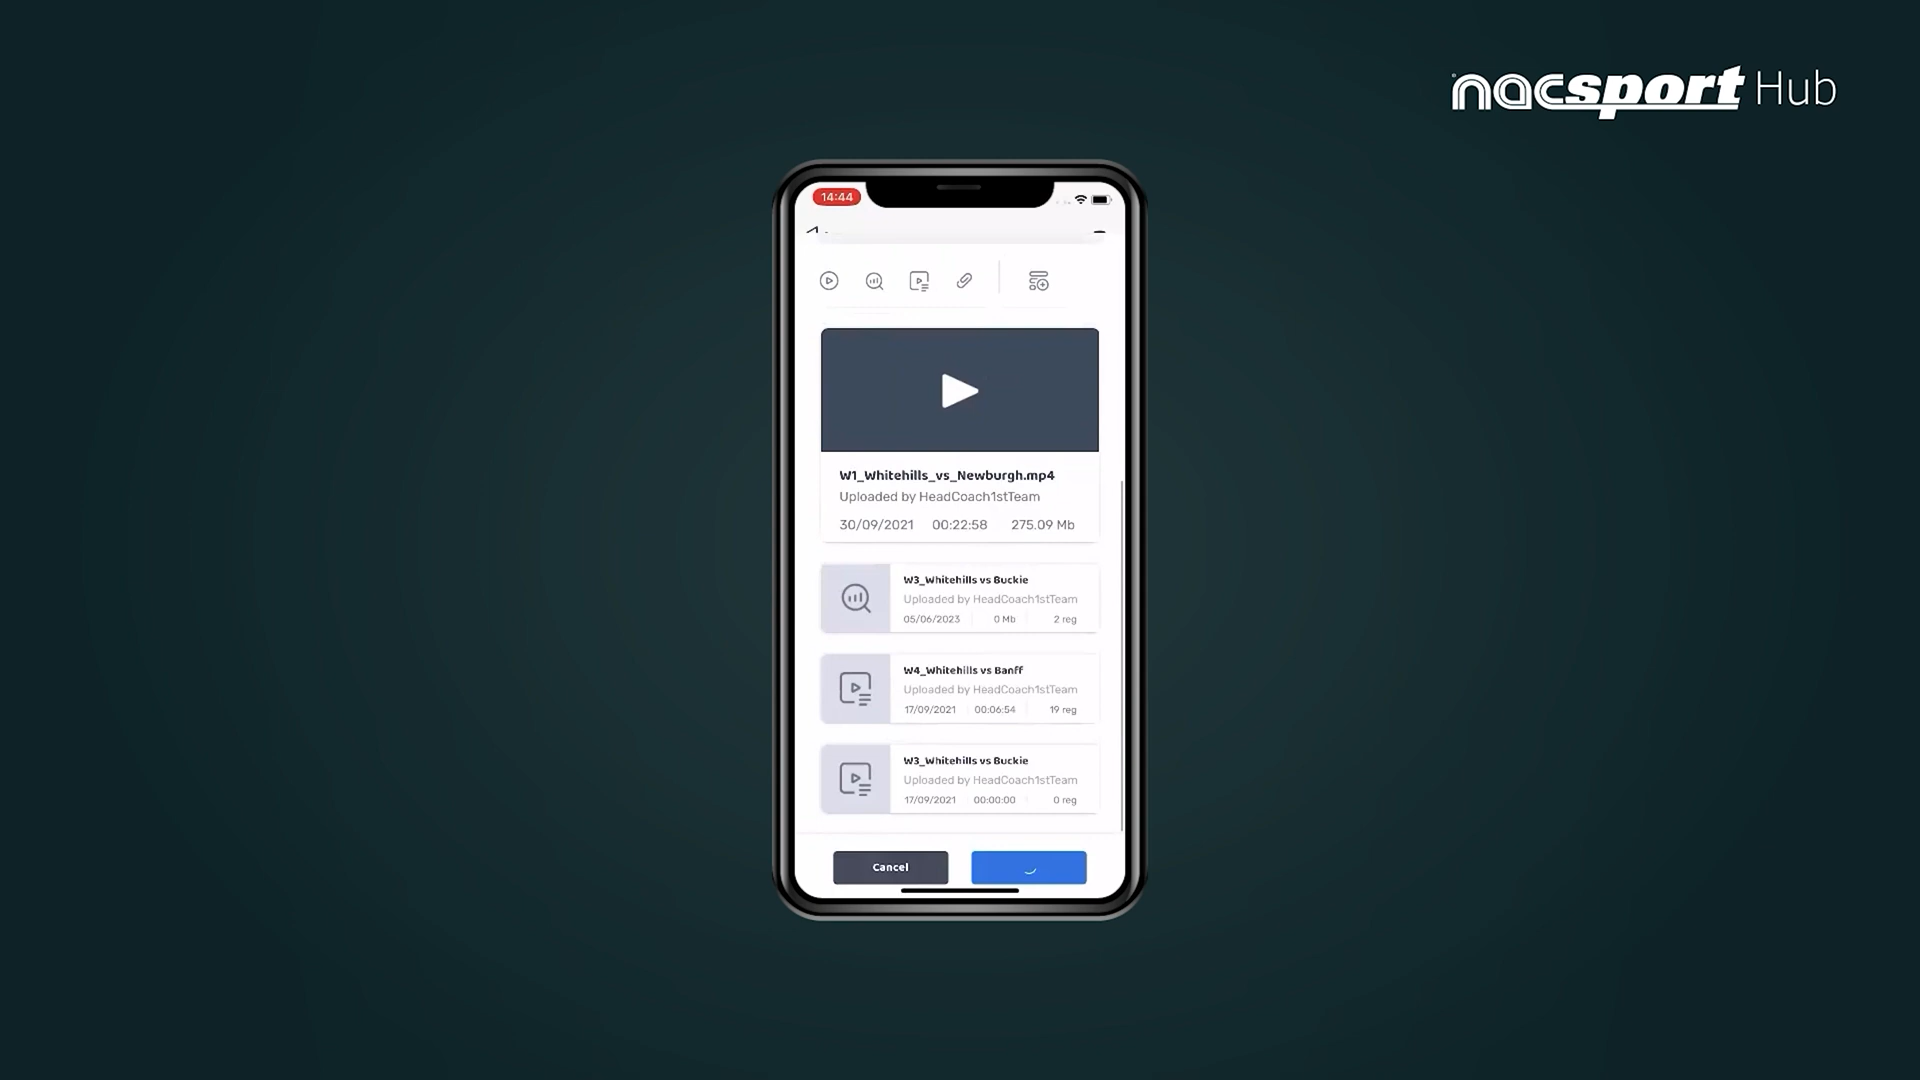 nacsport Hub
14:44
W1_Whitehills_vs_Newburgh.mp4
Uploaded by HeadCoach1stTeam
30/09/2021 00:22:58 275.09 Mb
W3_Whitehills vs Buckie
Uploaded by HeadCoach1stTeam
05/06/2023 0 Mb 2 reg
W4_Whitehills vs Banff
Uploaded by HeadCoach1stTeam
17/09/2021 00:06:54 19 reg
W3_Whitehills vs Buckie
Uploaded by HeadCoach1stTeam
17/09/2021 00:00:00 0 reg
Cancel